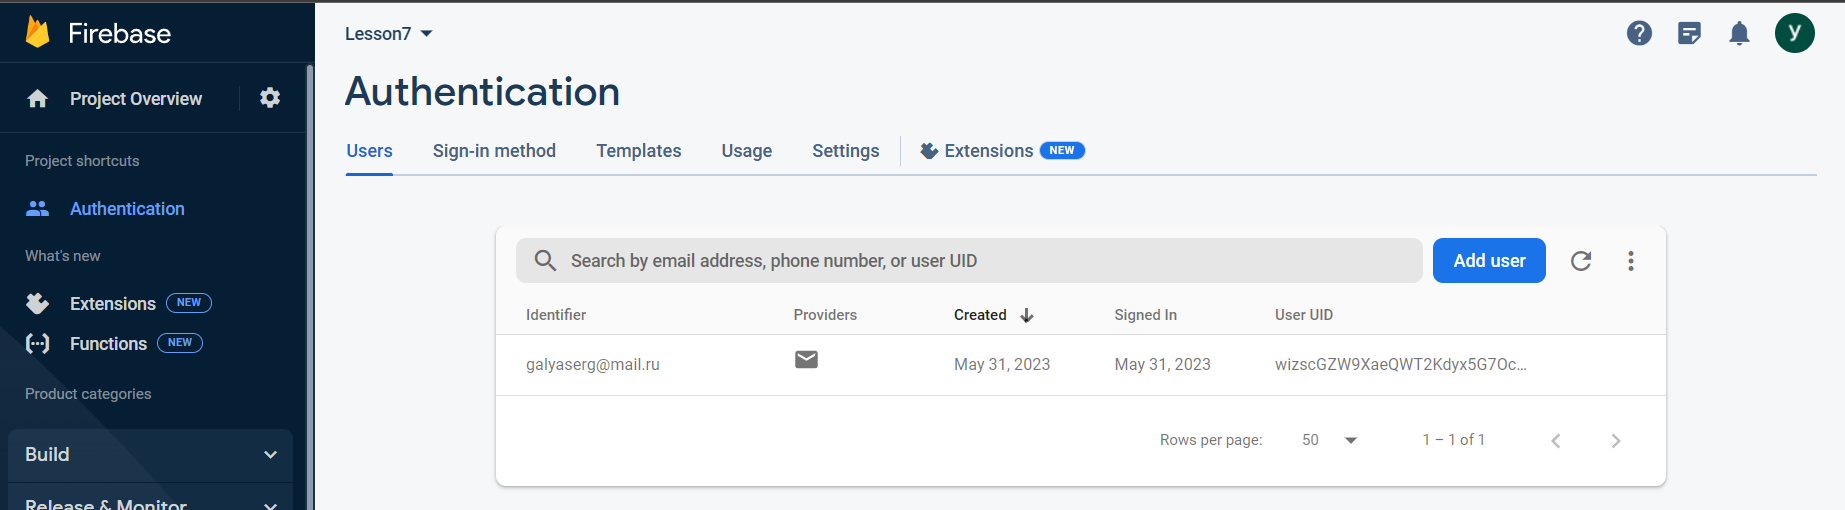 Firebase
Project Overview
Project shortcuts
Authentication
What's new
Extensions NEW
Functions NEW
Product categories
Build
Release & Monitor
Lesson7
y
Authentication
Users Sign-in method Templates Usage Settings Extensions NEW
Search by email address, phone number, or user UID Add user
Identifier Providers Created Signed In User UID
galyaserg@mail.ru May 31, 2023 May 31, 2023 wizscGZW9XaeQWT2Kdyx5G7Oc...
Rows per page: 50 1 – 1 of 1